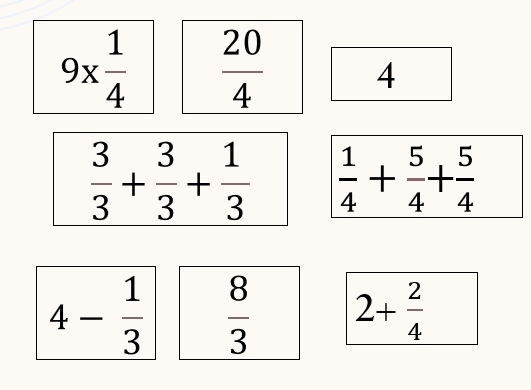 9x 1/4    20/4    4
3/3 + 3/3 + 1/3    1/4 + 5/4 + 5/4
4 − 1/3    8/3    2+ 2/4